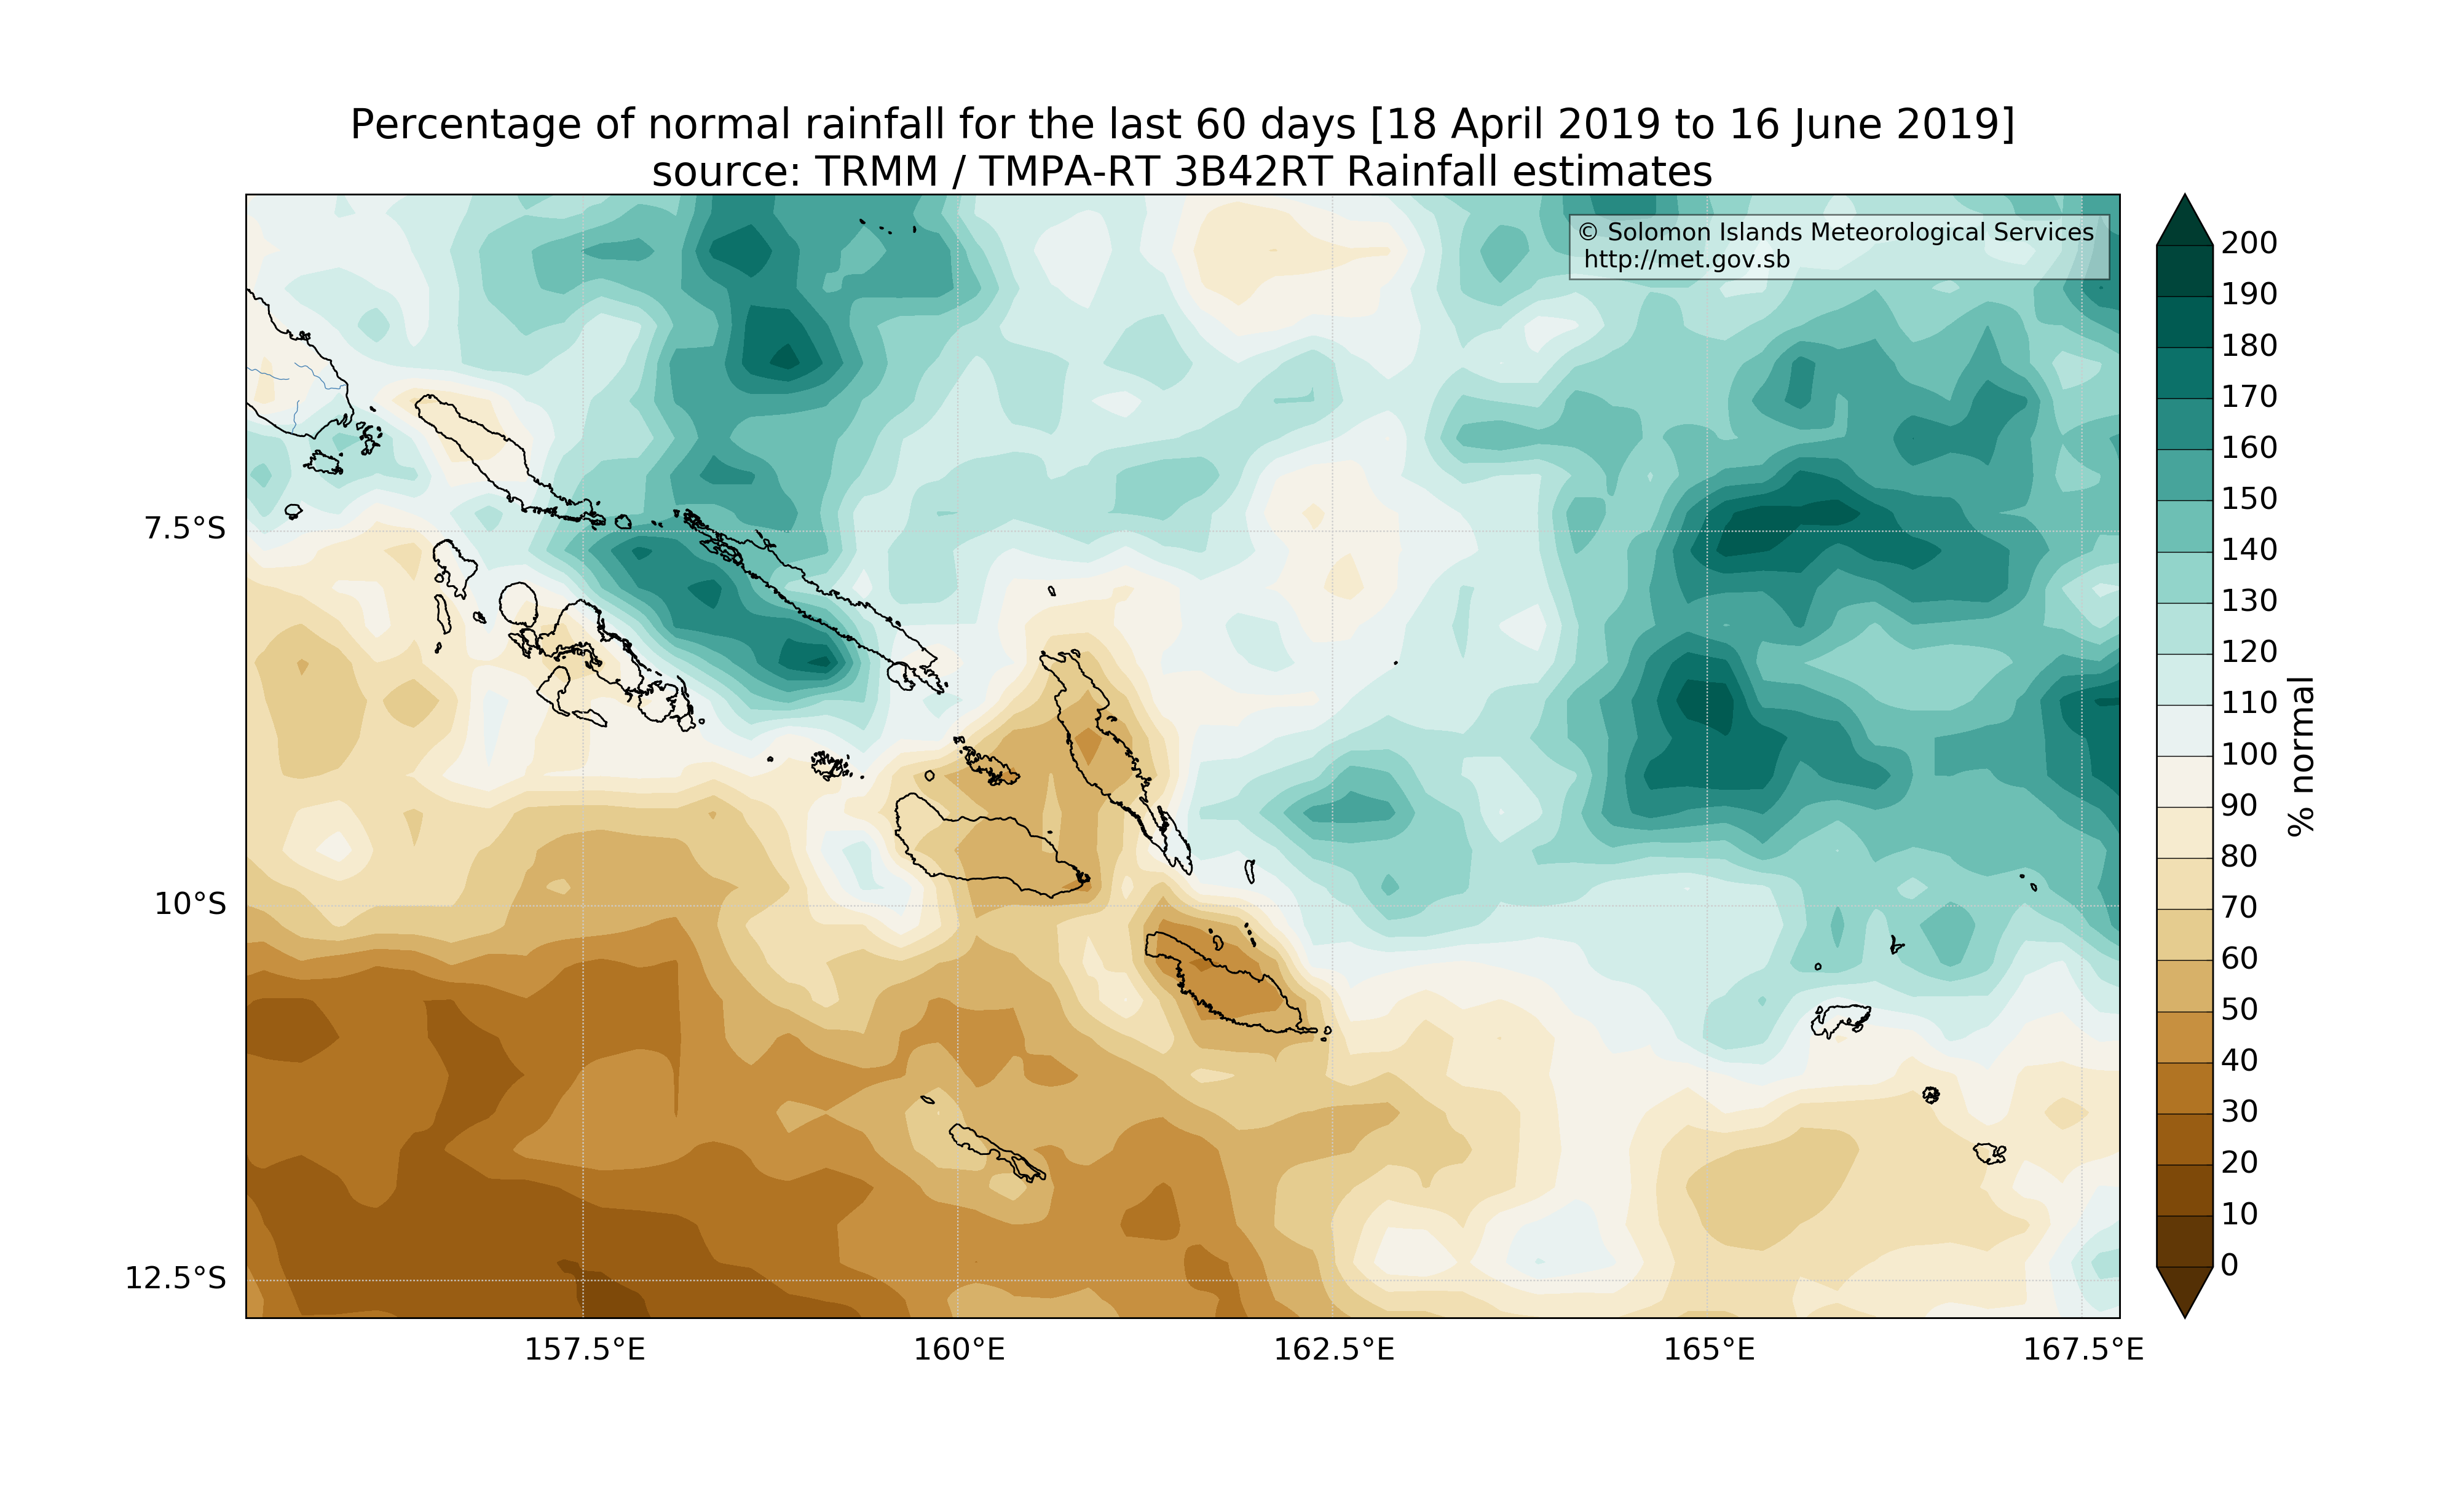 Percentage of normal rainfall for the last 60 days [18 April 2019 to 16 June 2019]
source: TRMM / TMPA-RT 3B42RT Rainfall estimates
© Solomon Islands Meteorological Services
http://met.gov.sb
7.5°S
10°S
12.5°S
157.5°E
160°E
162.5°E
165°E
167.5°E
200
190
180
170
160
150
140
130
120
110
100
90
80
70
60
50
40
30
20
10
0
% normal